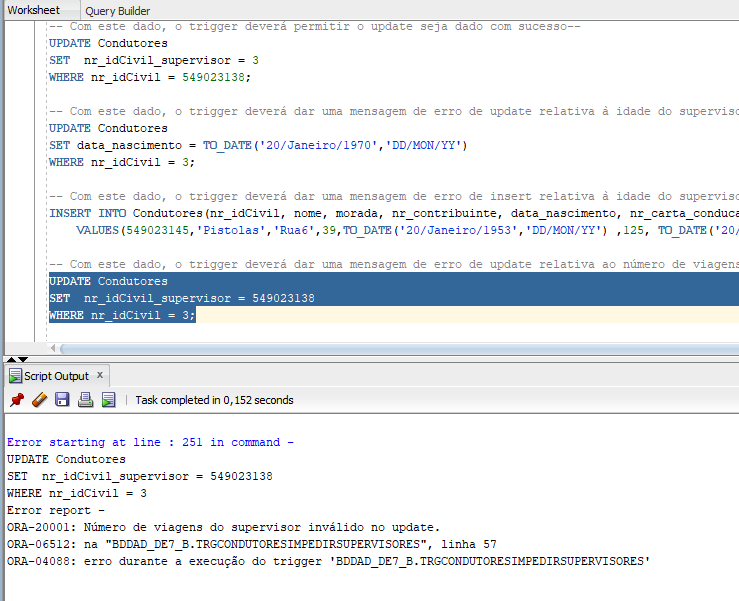 Worksheet Query Builder
-- Com este dado, o trigger deverá permitir o update seja dado com sucesso--
UPDATE Condutores
SET  nr_idCivil_supervisor = 3
WHERE nr_idCivil = 549023138;
-- Com este dado, o trigger deverá dar uma mensagem de erro de update relativa à idade do superviso
UPDATE Condutores
SET data_nascimento = TO_DATE('20/Janeiro/1970','DD/MON/YY')
WHERE nr_idCivil = 3;
-- Com este dado, o trigger deverá dar uma mensagem de erro de insert relativa à idade do superviso
INSERT INTO Condutores(nr_idCivil, nome, morada, nr_contribuinte, data_nascimento, nr_carta_conduca
VALUES(549023145,'Pistolas','Rua6',39,TO_DATE('20/Janeiro/1953','DD/MON/YY') ,125, TO_DATE('20/
-- Com este dado, o trigger deverá dar uma mensagem de erro de update relativa ao número de viagens
UPDATE Condutores
SET  nr_idCivil_supervisor = 549023138
WHERE nr_idCivil = 3;
Script Output x
Task completed in 0,152 seconds
Error starting at line : 251 in command -
UPDATE Condutores
SET  nr_idCivil_supervisor = 549023138
WHERE nr_idCivil = 3
Error report -
ORA-20001: Número de viagens do supervisor inválido no update.
ORA-06512: na "BDDAD_DE7_B.TRGCONDUTORESIMPEDIRSUPERVISORES", linha 57
ORA-04088: erro durante a execução do trigger 'BDDAD_DE7_B.TRGCONDUTORESIMPEDIRSUPERVISORES'